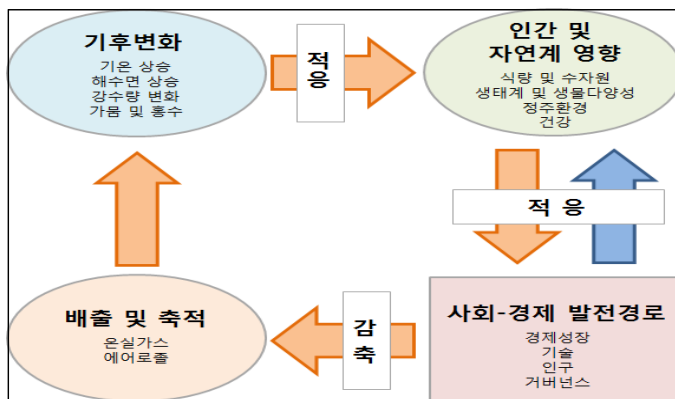 기후변화
기온 상승
해수면 상승
강수량 변화
가뭄 및 홍수
적응
인간 및
자연계 영향
식량 및 수자원
생태계 및 생물다양성
정주환경
건강
적 응
배출 및 축적
온실가스
에어로졸
감축
사회-경제 발전경로
경제성장
기술
인구
거버넌스